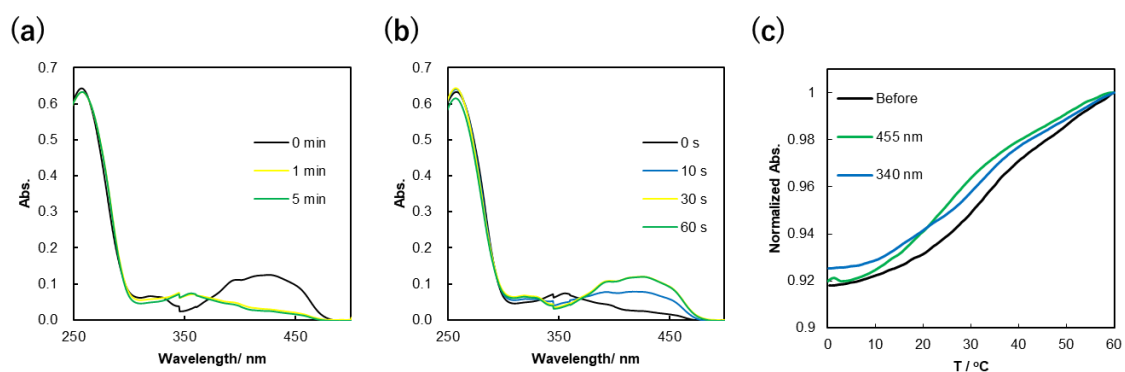 (a)
0.7
0.6
0.5
0.4
0.3
0.2
0.1
0.0
Abs.
250
350
450
Wavelength/ nm
0 min
1 min
5 min
(b)
0.7
0.6
0.5
0.4
0.3
0.2
0.1
0.0
Abs.
250
350
450
Wavelength/ nm
0 s
10 s
30 s
60 s
(c)
1
0.98
0.96
0.94
0.92
0.9
Normalized Abs.
0
10
20
30
40
50
60
T / °C
Before
455 nm
340 nm